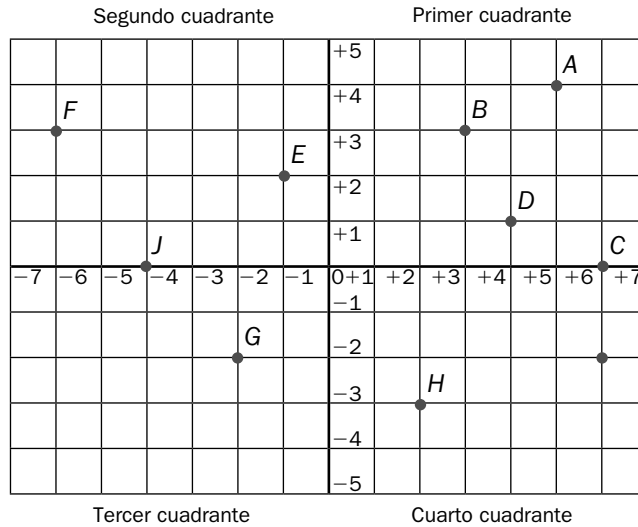 Segundo cuadrante Primer cuadrante
+5
A
+4
F B
+3
E
+2
D
+1
J C
−7 −6 −5 −4 −3 −2 −1 0 +1 +2 +3 +4 +5 +6 +7
−1
G
−2
H
−3
−4
−5
Tercer cuadrante Cuarto cuadrante